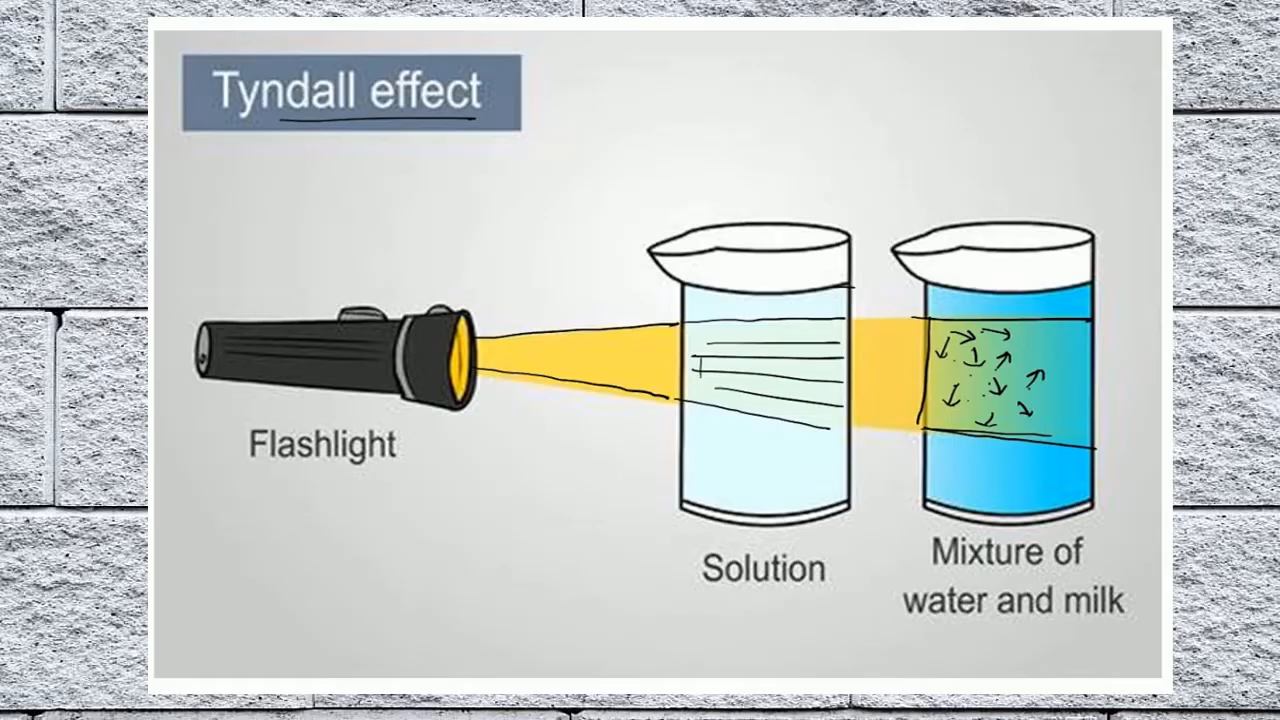 Tyndall effect
Flashlight
Solution
Mixture of
water and milk